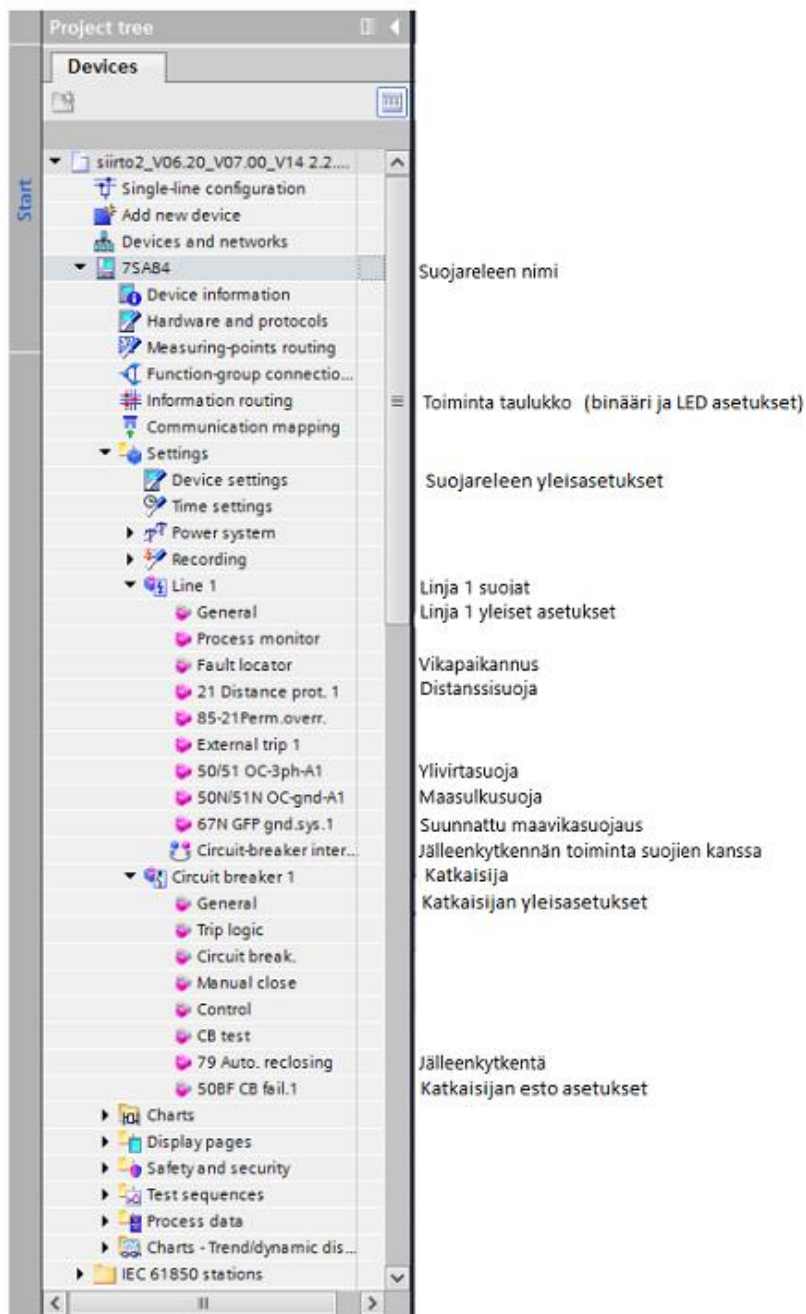 Project tree
Devices
Start
siirto2_V06.20_V07.00_V14 2.2....
Single-line configuration
Add new device
Devices and networks
7SA84 Suojareleen nimi
Device information
Hardware and protocols
Measuring-points routing
Function-group connectio...
Information routing Toiminta taulukko (binääri ja LED asetukset)
Communication mapping
Settings
Device settings Suojareleen yleisasetukset
Time settings
Power system
Recording
Line 1 Linja 1 suojat
General Linja 1 yleiset asetukset
Process monitor
Fault locator Vikapaikannus
21 Distance prot. 1 Distanssisuoja
85-21Perm.overr.
External trip 1
50/51 OC-3ph-A1 Ylivirtasuoja
50N/51N OC-gnd-A1 Maasulkusuoja
67N GFP gnd.sys.1 Suunnattu maavikasuojaus
Circuit-breaker inter... Jälleenkytkennän toiminta suojien kanssa
Circuit breaker 1 Katkaisija
General Katkaisijan yleisasetukset
Trip logic
Circuit break.
Manual close
Control
CB test
79 Auto. reclosing Jälleenkytkentä
50BF CB fail.1 Katkaisijan esto asetukset
Charts
Display pages
Safety and security
Test sequences
Process data
Charts - Trend/dynamic dis...
IEC 61850 stations